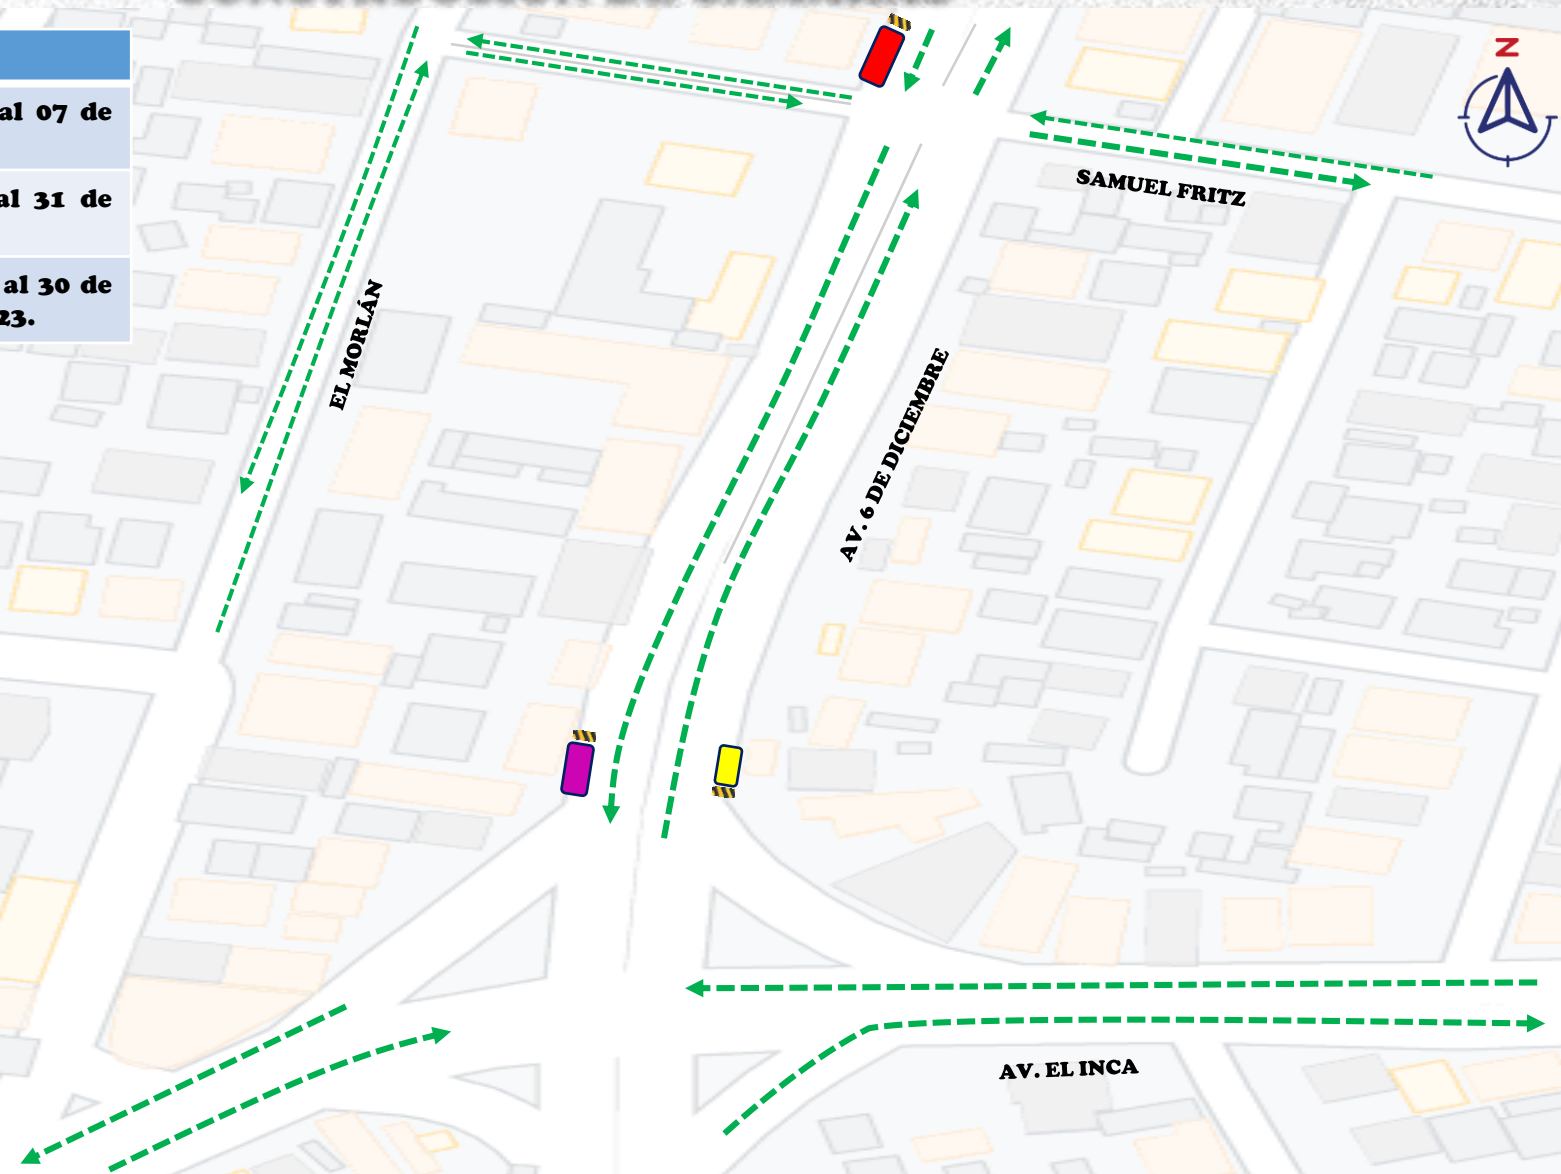 al 07 de
al 31 de
al 30 de
23.
N
SAMUEL FRITZ
EL MORLÁN
AV. 6 DE DICIEMBRE
AV. EL INCA